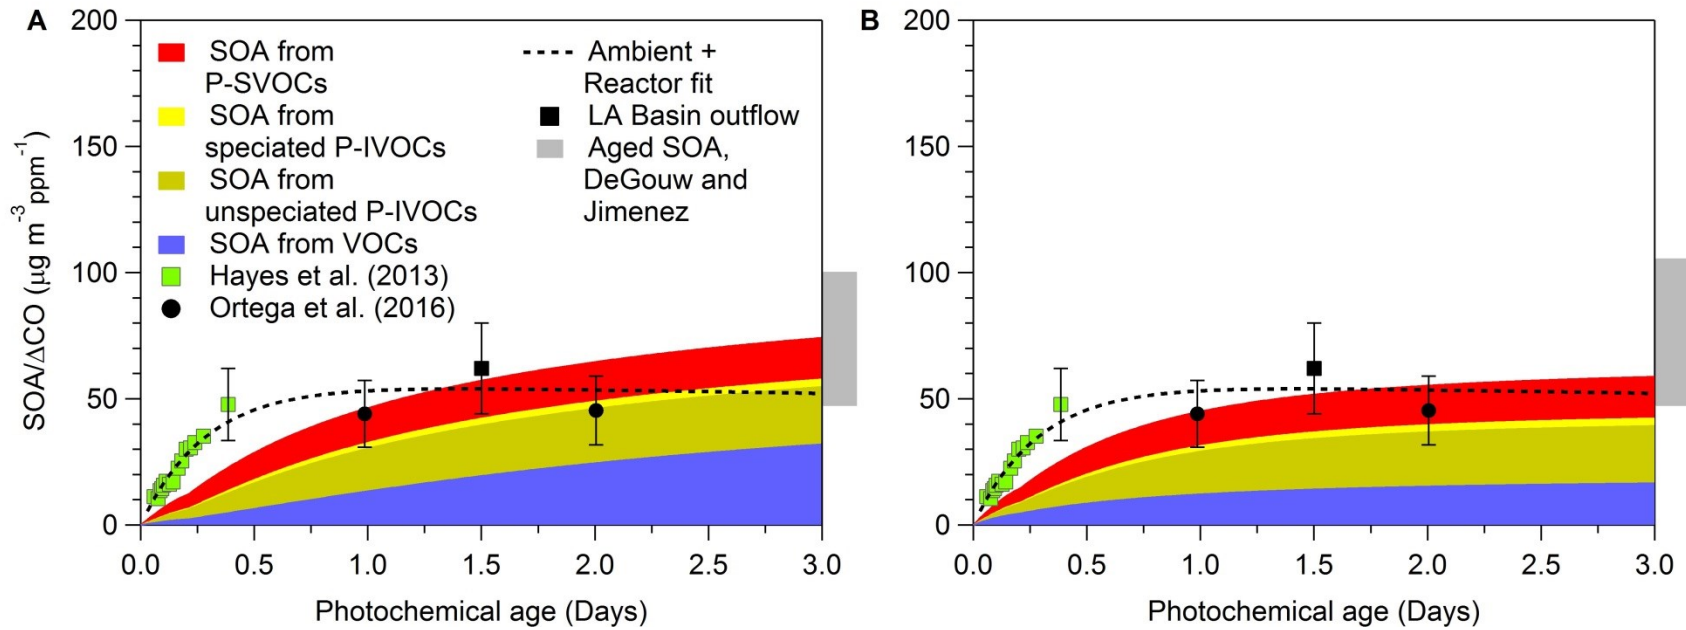 A
200
150
100
50
0
SOA/ΔCO (µg m⁻³ ppm⁻¹)
SOA from
P-SVOCs
SOA from
speciated P-IVOCs
SOA from
unspeciated P-IVOCs
SOA from VOCs
Hayes et al. (2013)
Ortega et al. (2016)
Ambient +
Reactor fit
LA Basin outflow
Aged SOA,
DeGouw and
Jimenez
0.0 0.5 1.0 1.5 2.0 2.5 3.0
Photochemical age (Days)
B
200
150
100
50
0
0.0 0.5 1.0 1.5 2.0 2.5 3.0
Photochemical age (Days)